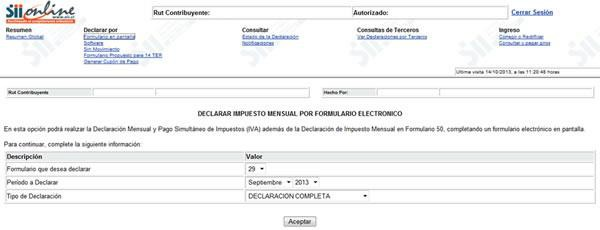 Sii online
www.sii.cl
Rut Contribuyente:
Autorizado:
Cerrar Sesión
Resumen
Resumen Global
Declarar por
Formulario en pantalla
Software
Sin Movimiento
Formulario Propuesto para 14 TER
Generar Cupón de Pago
Consultar
Estado de la Declaración
Notificaciones
Consultas de Terceros
Ver Declaraciones por Terceros
Ingreso
Corregir o Rectificar
Consultar y pagar giros
Ultima visita 14/10/2013, a las 11:20:48 horas
Rut Contribuyente
Hecho Por:
DECLARAR IMPUESTO MENSUAL POR FORMULARIO ELECTRONICO
En esta opción podrá realizar la Declaración Mensual y Pago Simultáneo de Impuestos (IVA) además de la Declaración de Impuesto Mensual en Formulario 50, completando un formulario electrónico en pantalla.
Para continuar, complete la siguiente información:
Descripción Valor
Formulario que desea declarar 29
Período a Declarar Septiembre 2013
Tipo de Declaración DECLARACION COMPLETA
Aceptar